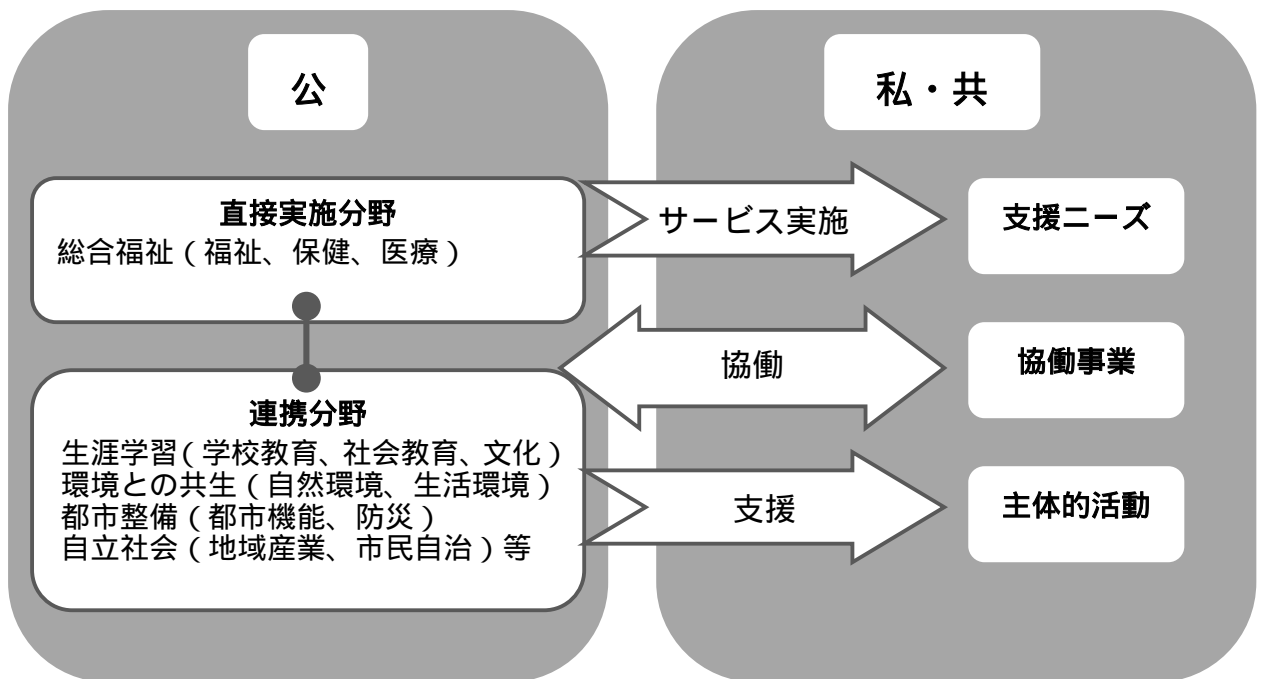 公
私・共
直接実施分野
総合福祉(福祉、保健、医療)
サービス実施
支援ニーズ
協働
協働事業
連携分野
生涯学習(学校教育、社会教育、文化)
環境との共生(自然環境、生活環境)
都市整備(都市機能、防災)
自立社会(地域産業、市民自治)等
支援
主体的活動